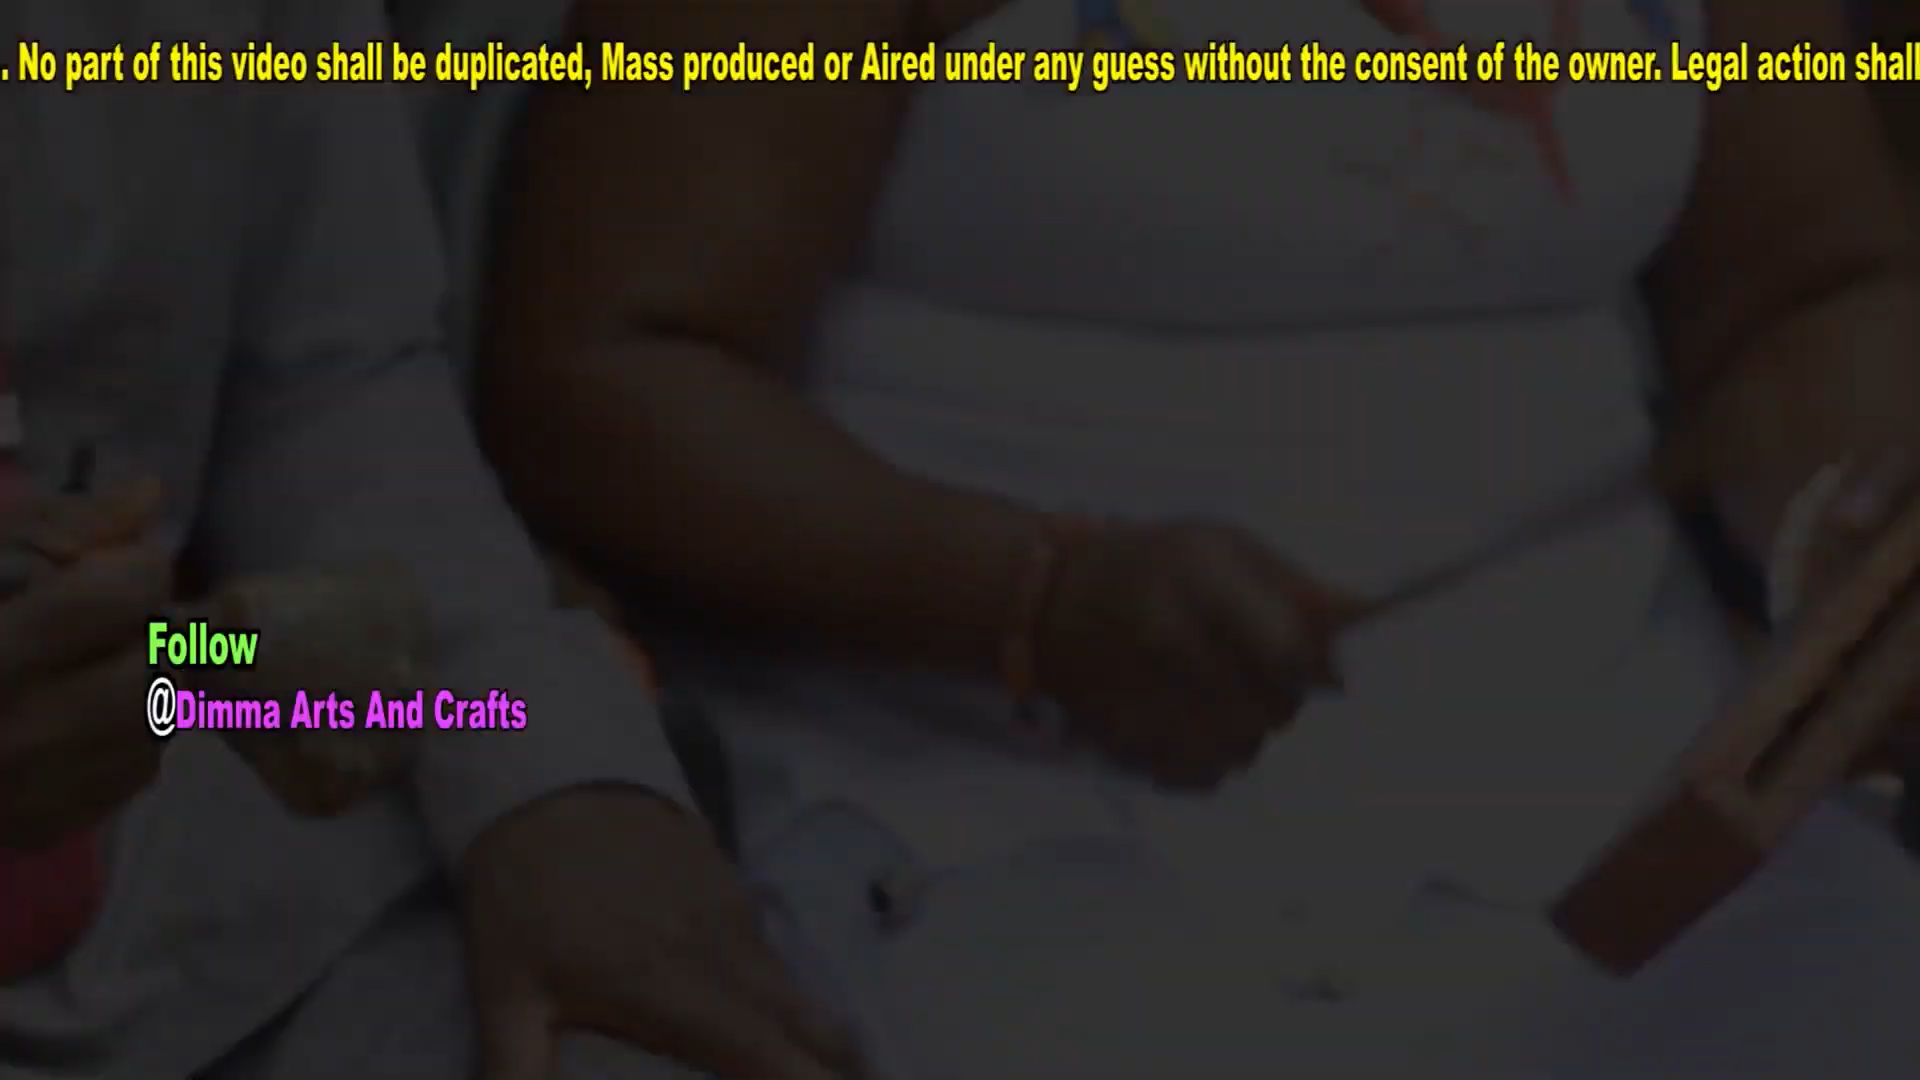 . No part of this video shall be duplicated, Mass produced or Aired under any guess without the consent of the owner. Legal action shall
Follow
@Dimma Arts And Crafts